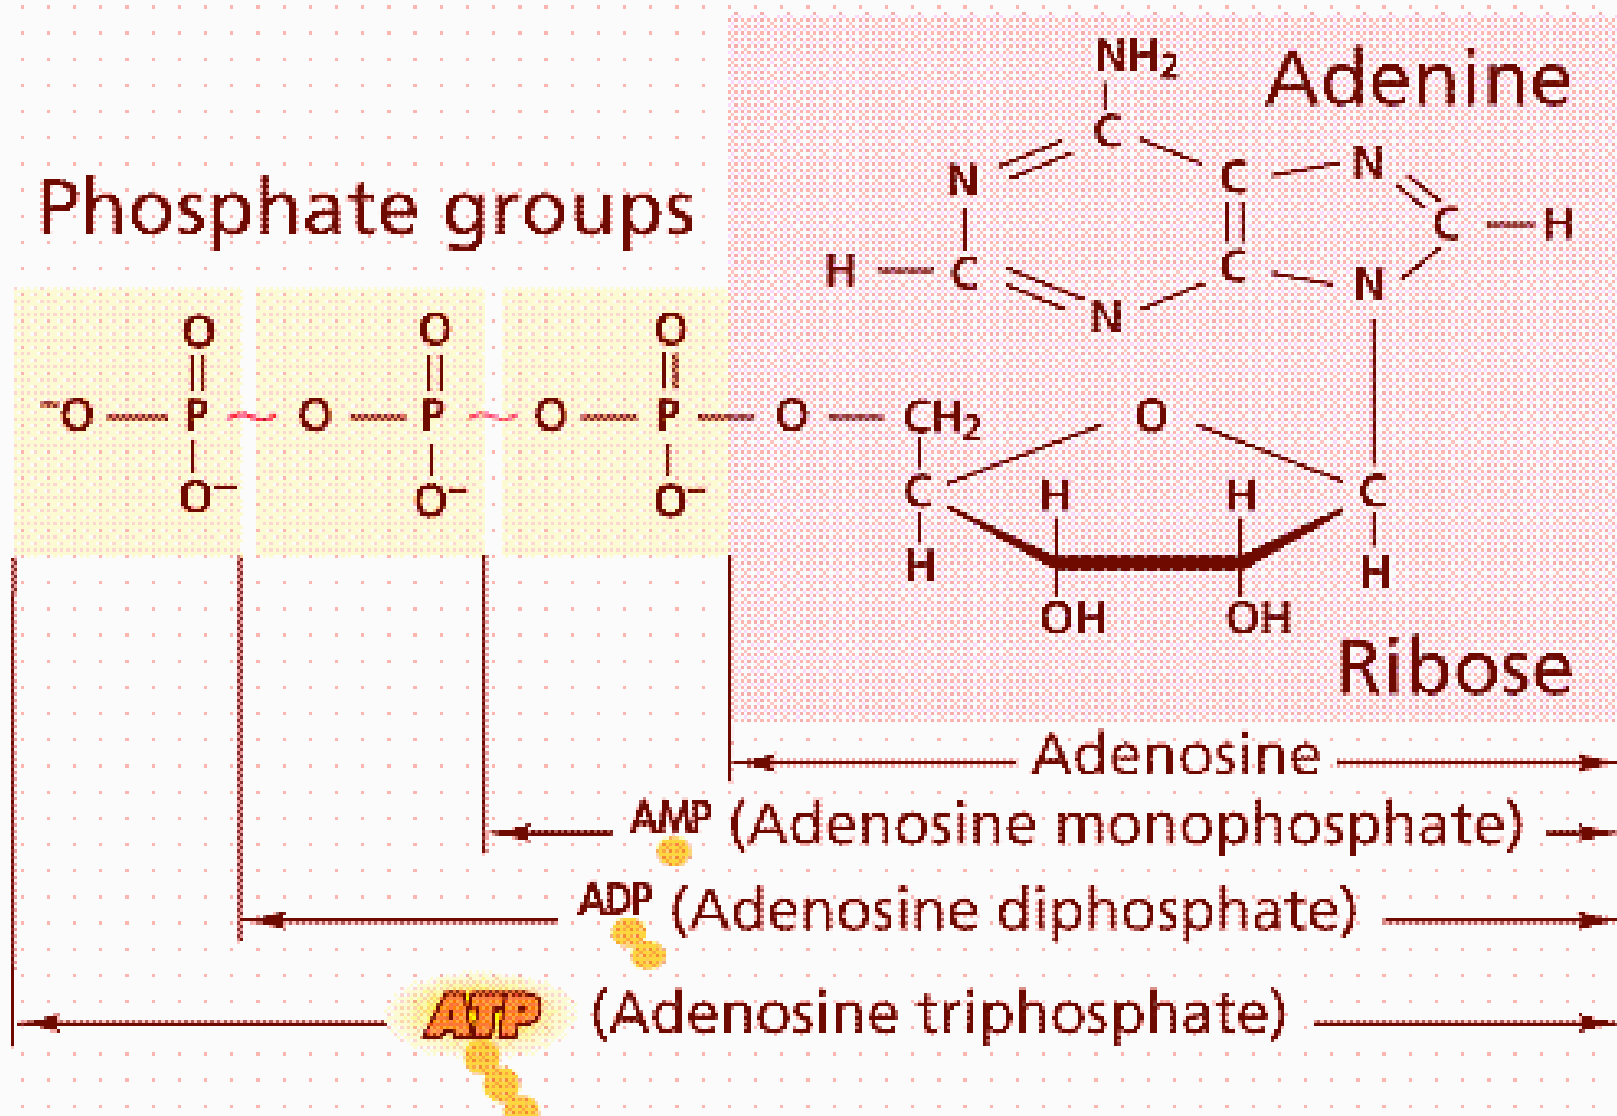 NH₂
Adenine
C
N C N
Phosphate groups
C H
H C C N
N
O O O
⁻O P ~ O P ~ O P O CH₂ O
O⁻ O⁻ O⁻
C H H C
H H
OH OH
Ribose
Adenosine
AMP (Adenosine monophosphate)
ADP (Adenosine diphosphate)
ATP (Adenosine triphosphate)